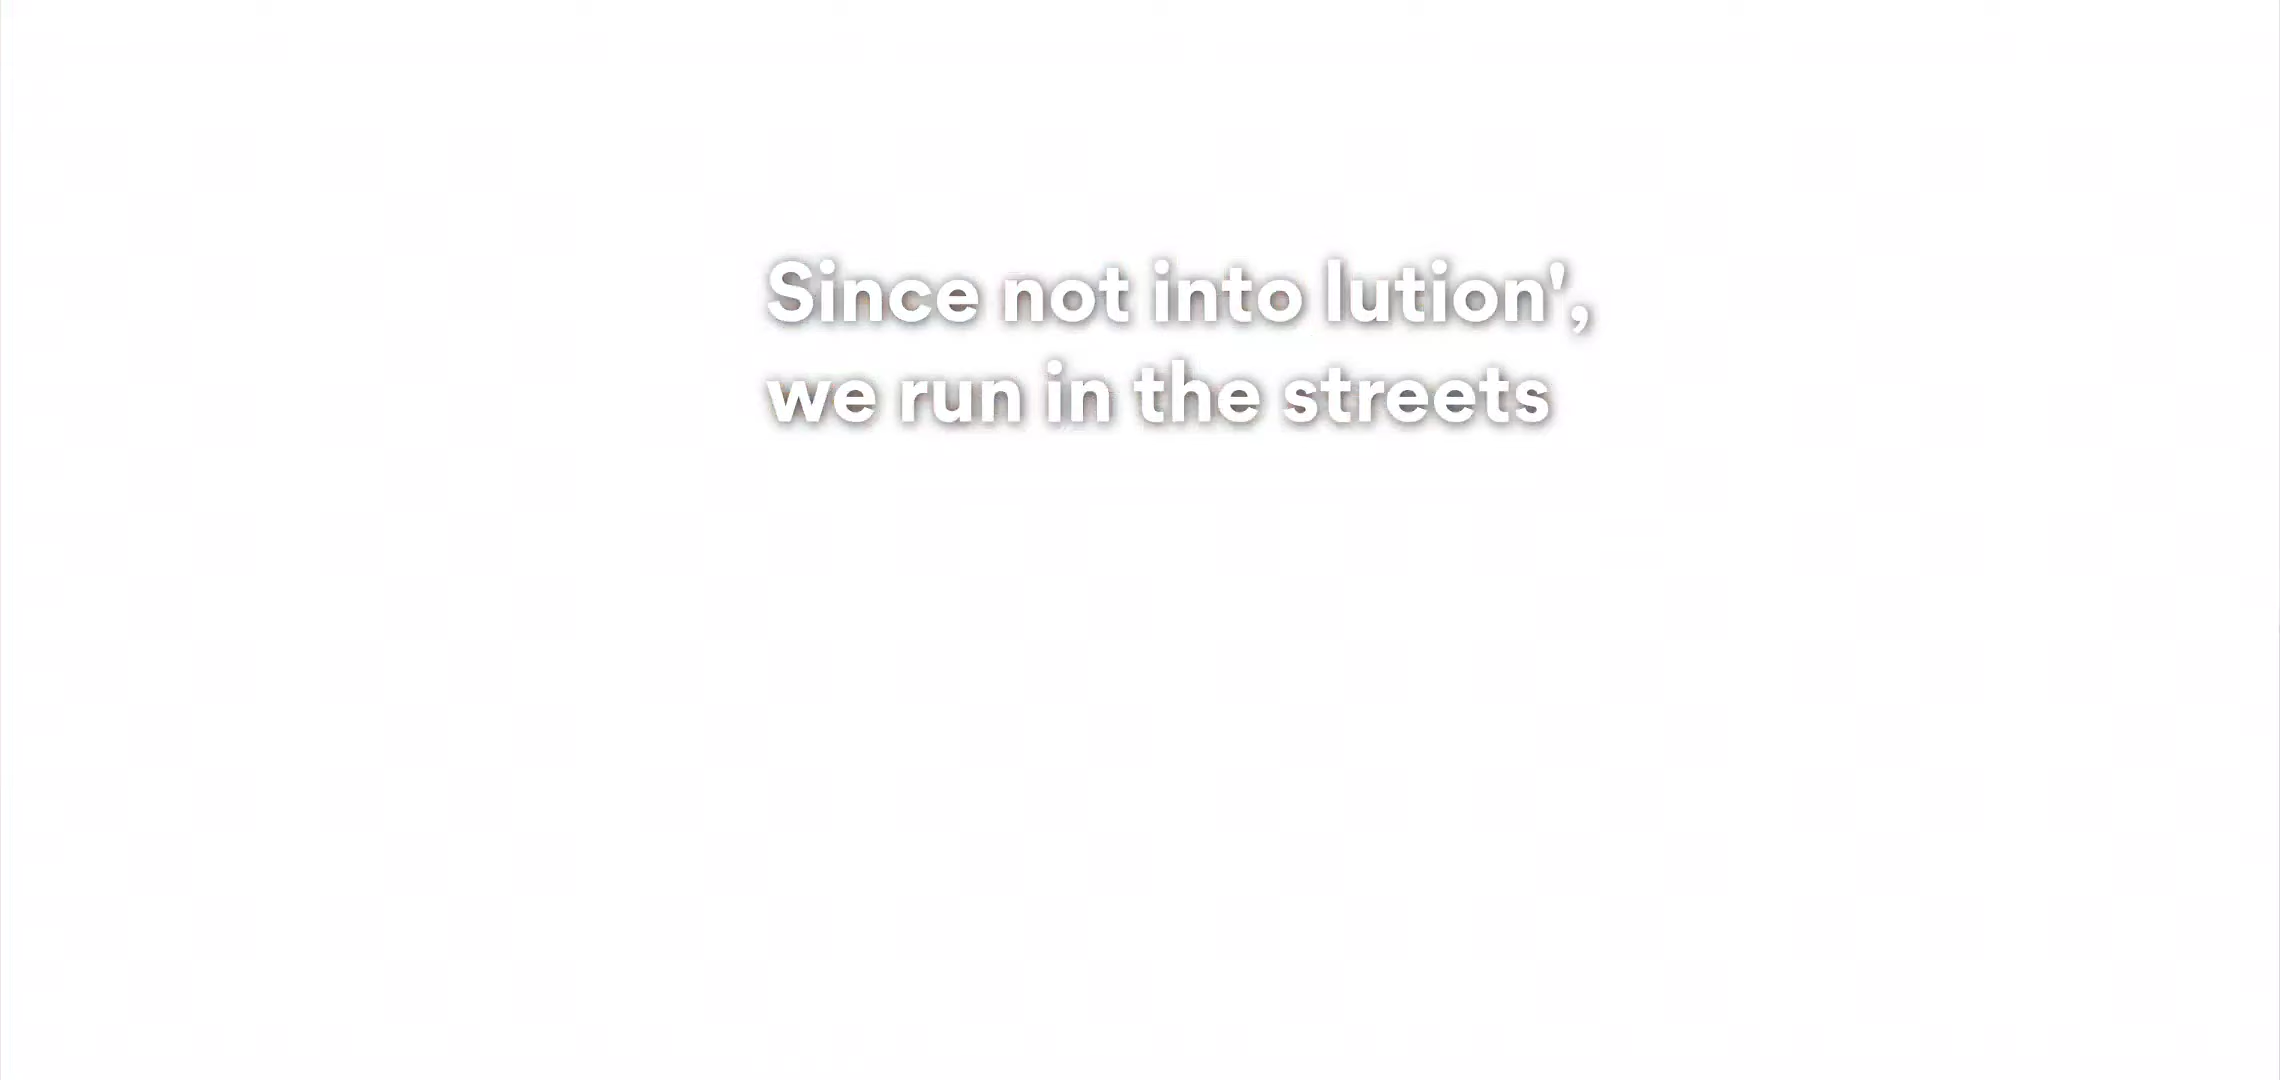 Since not into lution',
we run in the streets